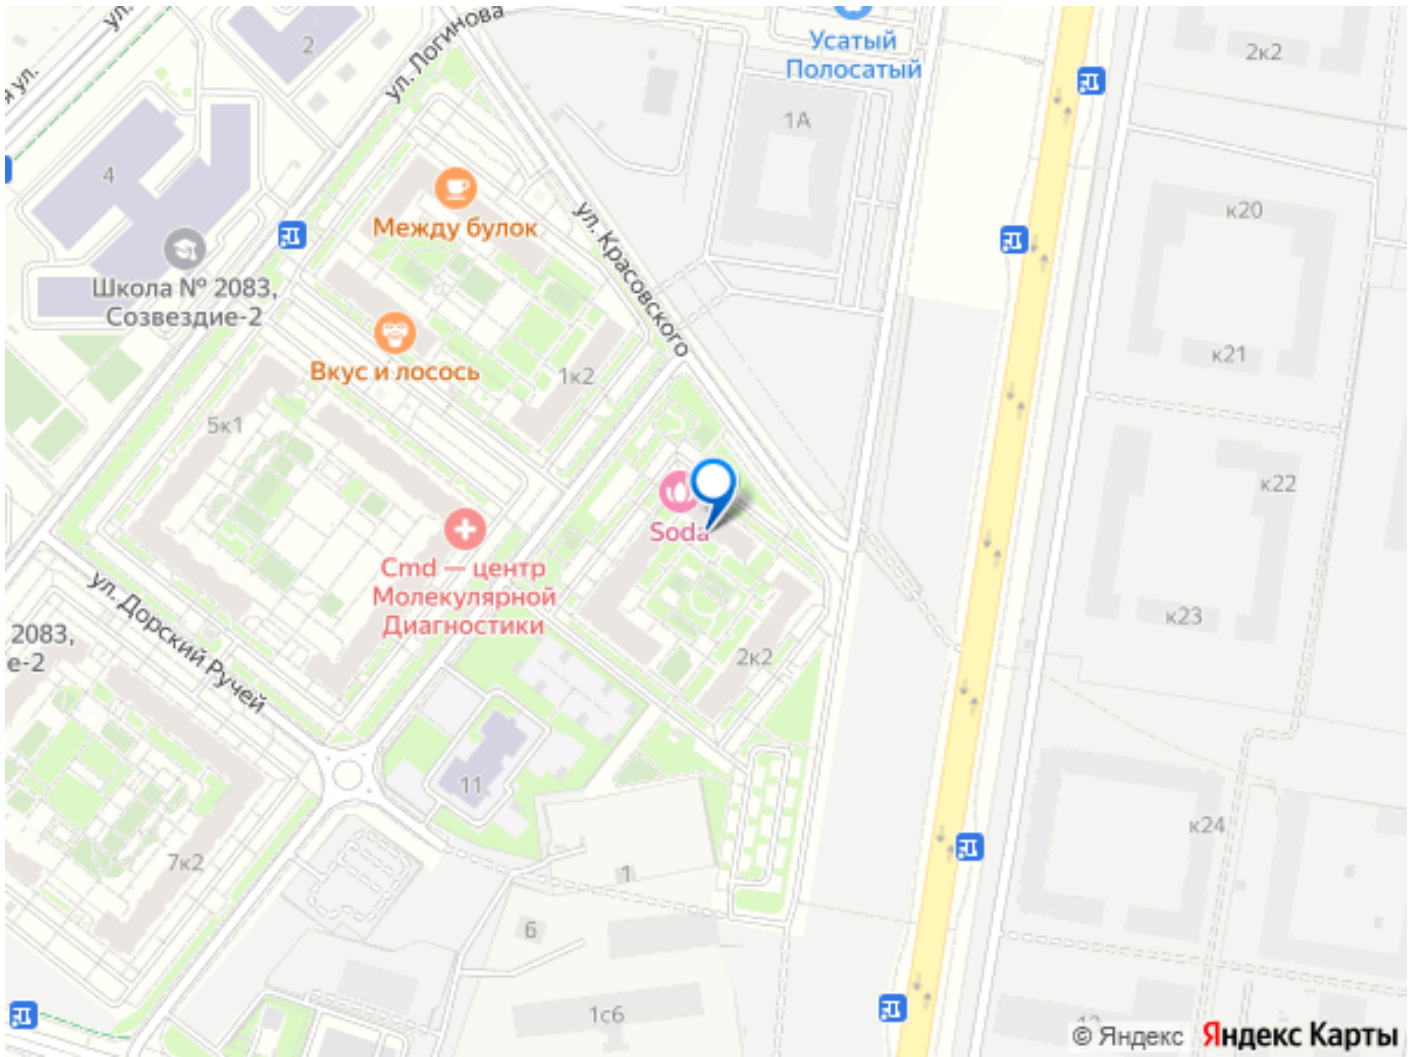 ул.
2
ул. Логинова
я ул.
Усатый
Полосатый
2к2
1А
4
Между булок
Школа № 2083,
Созвездие-2
ул. Красовского
к20
к21
Вкус и лосось
1к2
5к1
Soda
к22
Cmd — центр
Молекулярной
Диагностики
ул. Дорский Ручей
2083,
е-2
2к2
к23
11
7к2
1
6
к24
1с6
© Яндекс Яндекс Карты